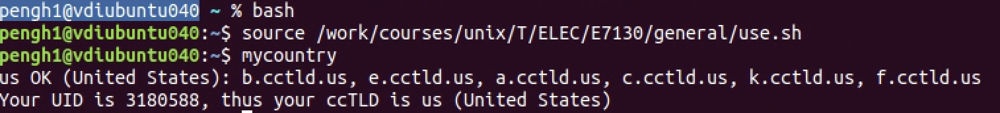 pengh1@vdiubuntu040 ~ % bash
pengh1@vdiubuntu040:~$ source /work/courses/unix/T/ELEC/E7130/general/use.sh
pengh1@vdiubuntu040:~$ mycountry
us OK (United States): b.cctld.us, e.cctld.us, a.cctld.us, c.cctld.us, k.cctld.us, f.cctld.us
Your UID is 3180588, thus your ccTLD is us (United States)